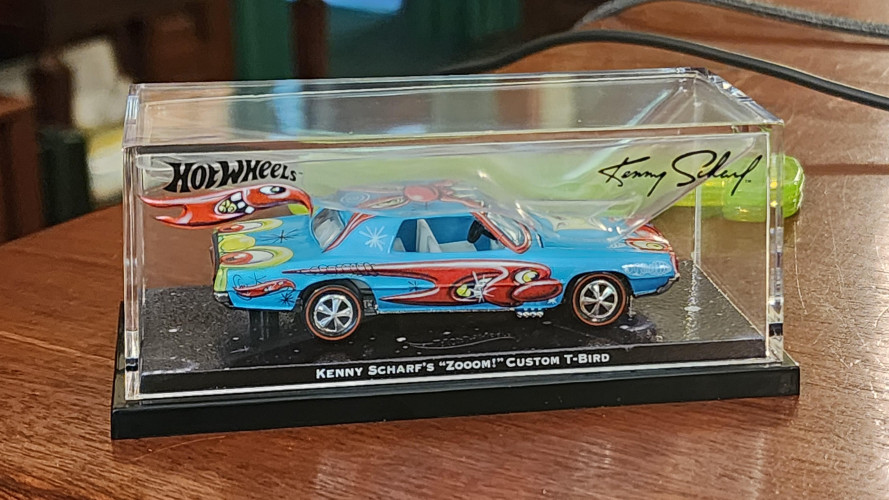 HOT WHEELS
Kenny Scharf
KENNY SCHARF'S "ZOOOM!" CUSTOM T-BIRD